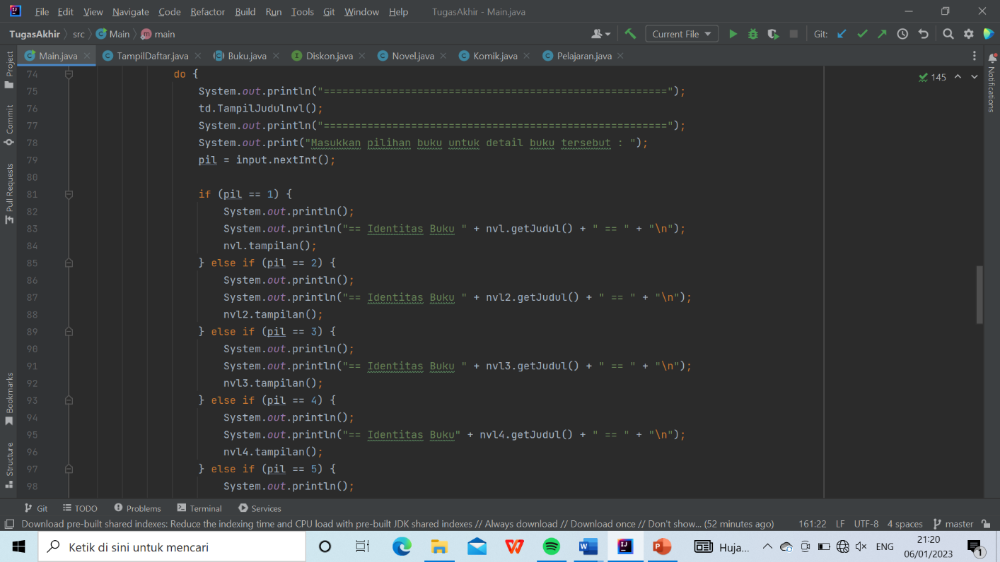 File Edit View Navigate Code Refactor Build Run Tools Git Window Help TugasAkhir - Main.java
TugasAkhir src Main main Current File Git:
Main.java TampilDaftar.java Buku.java Diskon.java Novel.java Komik.java Pelajaran.java
Project
Commit
Pull Requests
Bookmarks
Structure
Notifications
145
74 do {
75 System.out.println("=======================================================");
76 td.TampilJudulnvl();
77 System.out.println("=======================================================");
78 System.out.print("Masukkan pilihan buku untuk detail buku tersebut : ");
79 pil = input.nextInt();
80
81 if (pil == 1) {
82 System.out.println();
83 System.out.println("== Identitas Buku " + nvl.getJudul() + " == " + "\n");
84 nvl.tampilan();
85 } else if (pil == 2) {
86 System.out.println();
87 System.out.println("== Identitas Buku " + nvl2.getJudul() + " == " + "\n");
88 nvl2.tampilan();
89 } else if (pil == 3) {
90 System.out.println();
91 System.out.println("== Identitas Buku " + nvl3.getJudul() + " == " + "\n");
92 nvl3.tampilan();
93 } else if (pil == 4) {
94 System.out.println();
95 System.out.println("== Identitas Buku" + nvl4.getJudul() + " == " + "\n");
96 nvl4.tampilan();
97 } else if (pil == 5) {
98 System.out.println();
Git TODO Problems Terminal Services
Download pre-built shared indexes: Reduce the indexing time and CPU load with pre-built JDK shared indexes // Always download // Download once // Don't show... (52 minutes ago) 161:22 LF UTF-8 4 spaces master
Ketik di sini untuk mencari Huja... ENG 21:20
06/01/2023 1